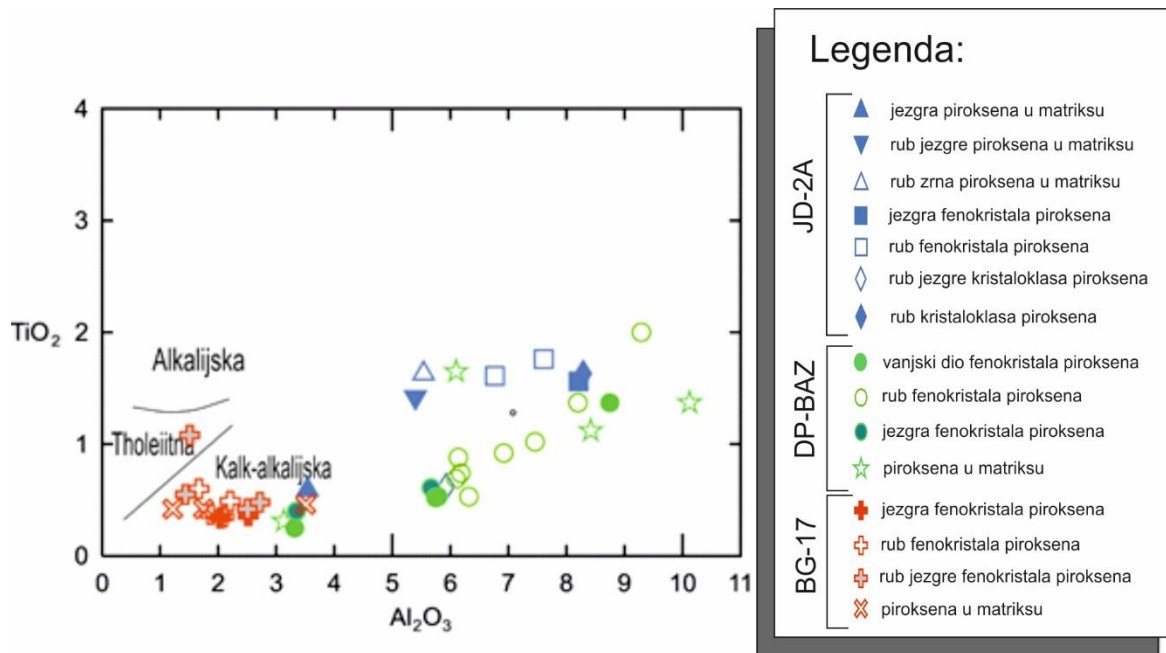 4
3
TiO2
2
1
0
Alkalijska
Tholeiitna
Kalk-alkalijska
0 1 2 3 4 5 6 7 8 9 10 11
Al2O3
Legenda:
JD-2A
jezgra piroksena u matriksu
rub jezgre piroksena u matriksu
rub zrna piroksena u matriksu
jezgra fenokristala piroksena
rub fenokristala piroksena
rub jezgre kristaloklasa piroksena
rub kristaloklasa piroksena
DP-BAZ
vanjski dio fenokristala piroksena
rub fenokristala piroksena
jezgra fenokristala piroksena
piroksena u matriksu
BG-17
jezgra fenokristala piroksena
rub fenokristala piroksena
rub jezgre fenokristala piroksena
piroksena u matriksu